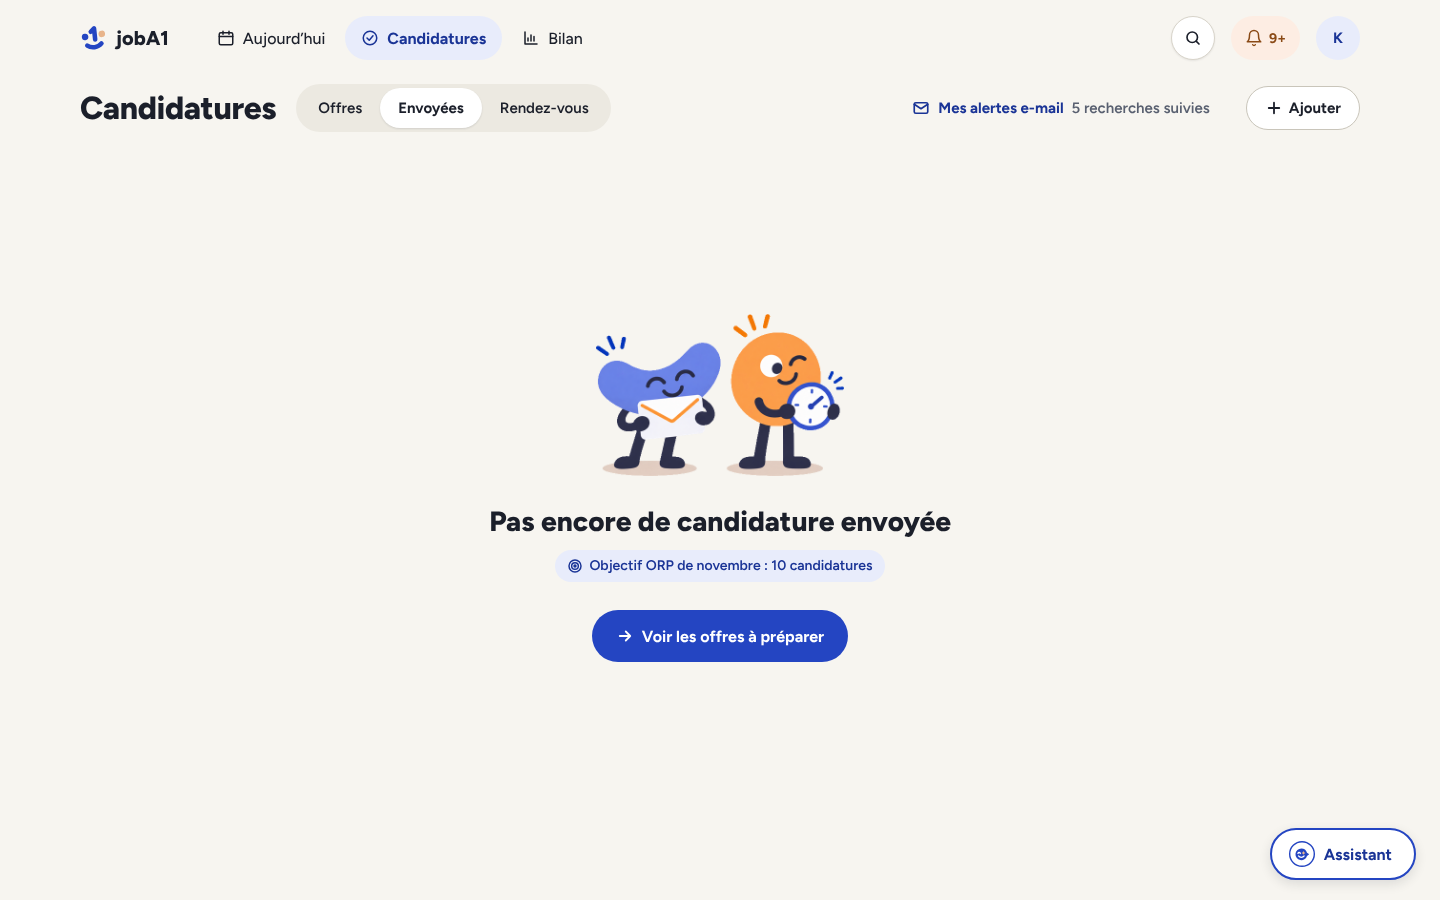 jobA1
Aujourd’hui
Candidatures
Bilan
9+
K
Candidatures
Offres
Envoyées
Rendez-vous
Mes alertes e-mail 5 recherches suivies
Ajouter
Pas encore de candidature envoyée
Objectif ORP de novembre : 10 candidatures
Voir les offres à préparer
Assistant